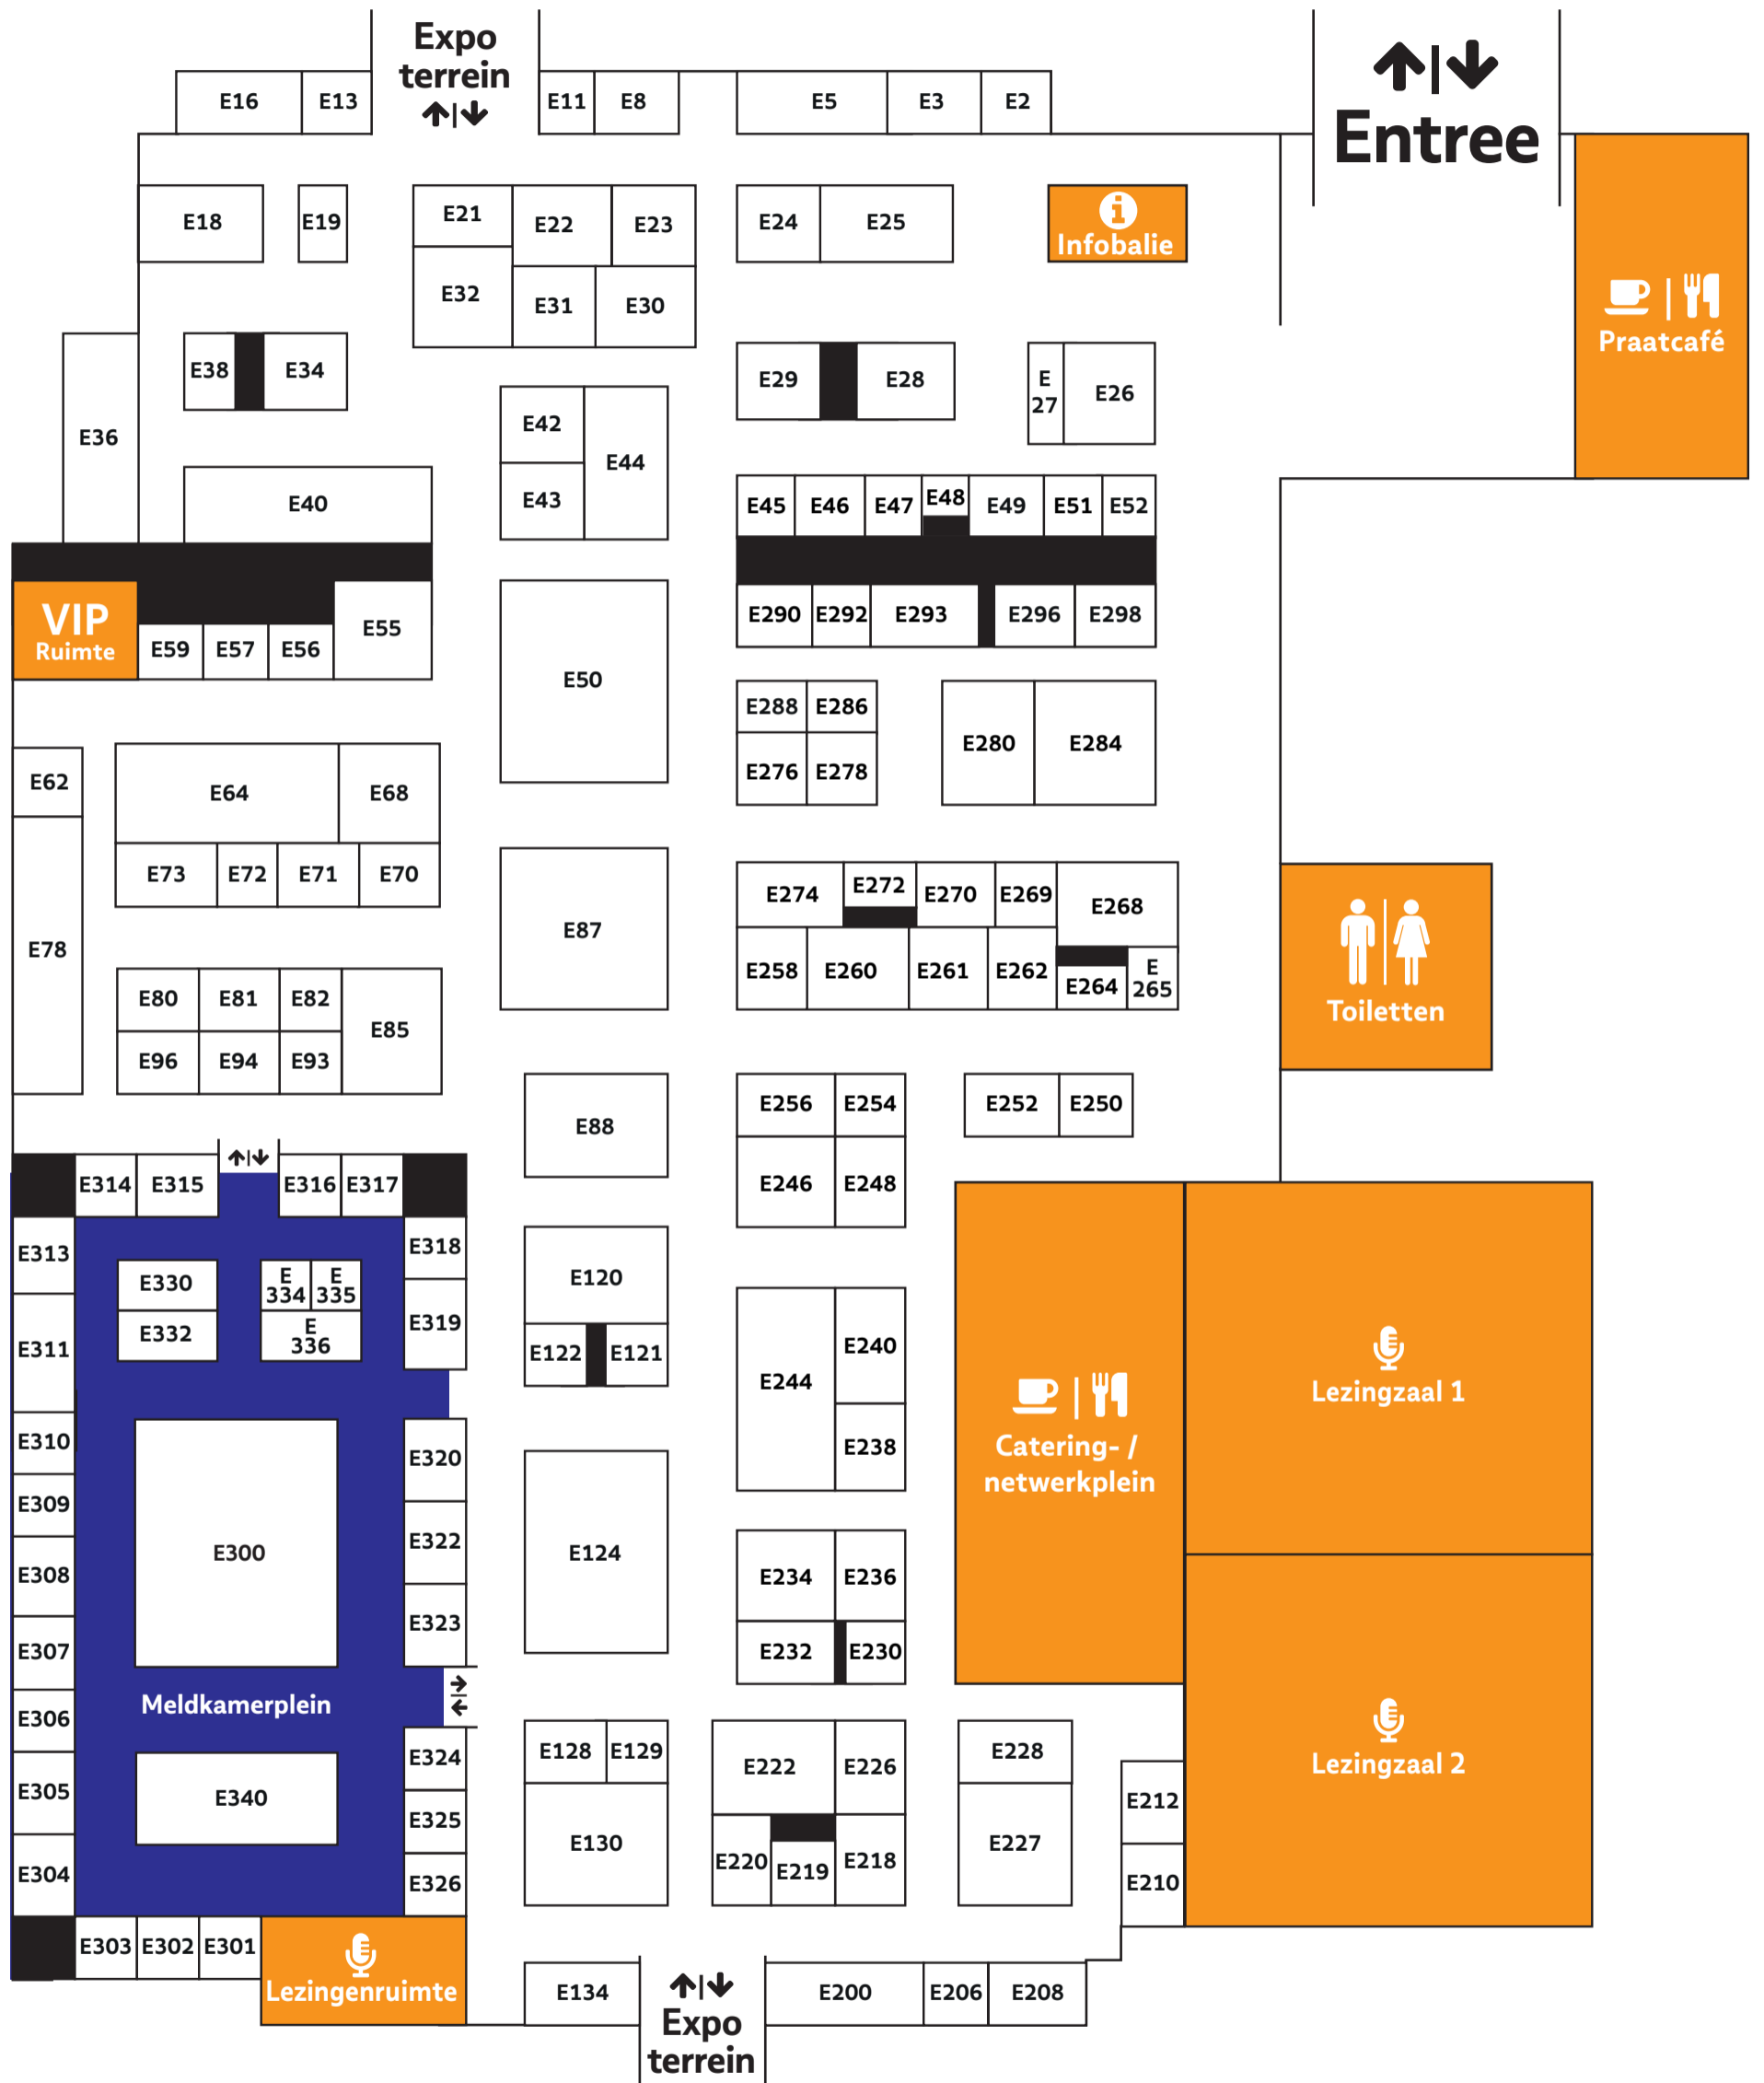 Expo
terrein
Entree
E16
E13
E11
E8
E5
E3
E2
E18
E19
E21
E22
E23
E24
E25
Infobalie
E32
E31
E30
Praatcafé
E38
E34
E29
E28
E
27
E26
E36
E42
E44
E43
E40
E45
E46
E47
E48
E49
E51
E52
VIP
Ruimte
E59
E57
E56
E55
E290
E292
E293
E296
E298
E50
E288
E286
E276
E278
E280
E284
E62
E64
E68
E73
E72
E71
E70
E78
E87
E274
E272
E270
E269
E268
E258
E260
E261
E262
E264
E
265
Toiletten
E80
E81
E82
E85
E96
E94
E93
E88
E256
E254
E252
E250
E246
E248
E314
E315
E316
E317
E313
E318
E330
E
334
E
335
E332
E
336
E311
E319
E120
E122
E121
E244
E240
E238
Catering- /
netwerkplein
Lezingzaal 1
E310
E309
E308
E307
E306
E305
E304
E300
E320
E322
E323
E124
E234
E236
E232
E230
Meldkamerplein
E324
E325
E326
E340
E128
E129
E130
E222
E226
E220
E219
E218
E228
E227
E212
E210
Lezingzaal 2
E303
E302
E301
Lezingenruimte
E134
Expo
terrein
E200
E206
E208